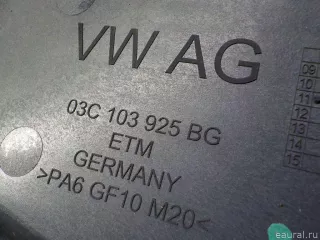 VW AG
03C 103 925 BG
ETM
GERMANY
>PA6 GF10 M20<
09
10
11
12
13
14
15
© eural.ru